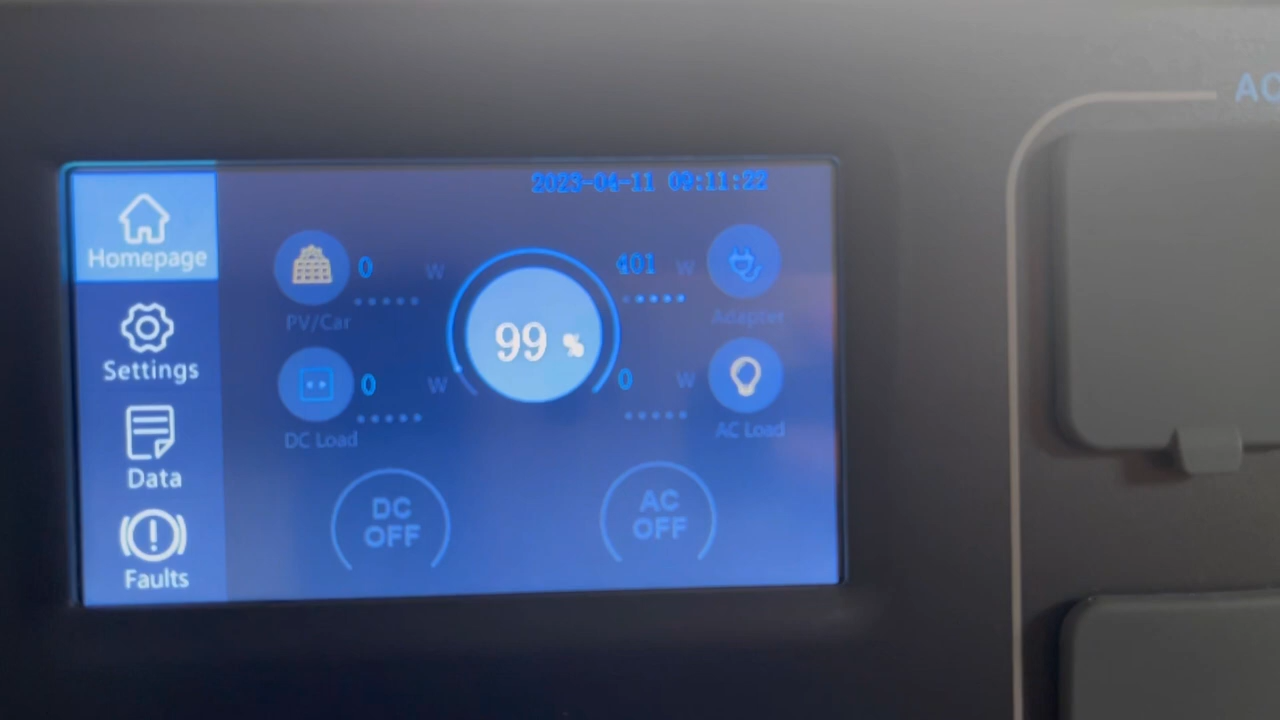 AC
2023-04-11 09:11:22
Homepage
0 W
401 W
PV/Car
Adapter
99 %
Settings
0 W
0 W
DC Load
AC Load
Data
DC
OFF
AC
OFF
Faults